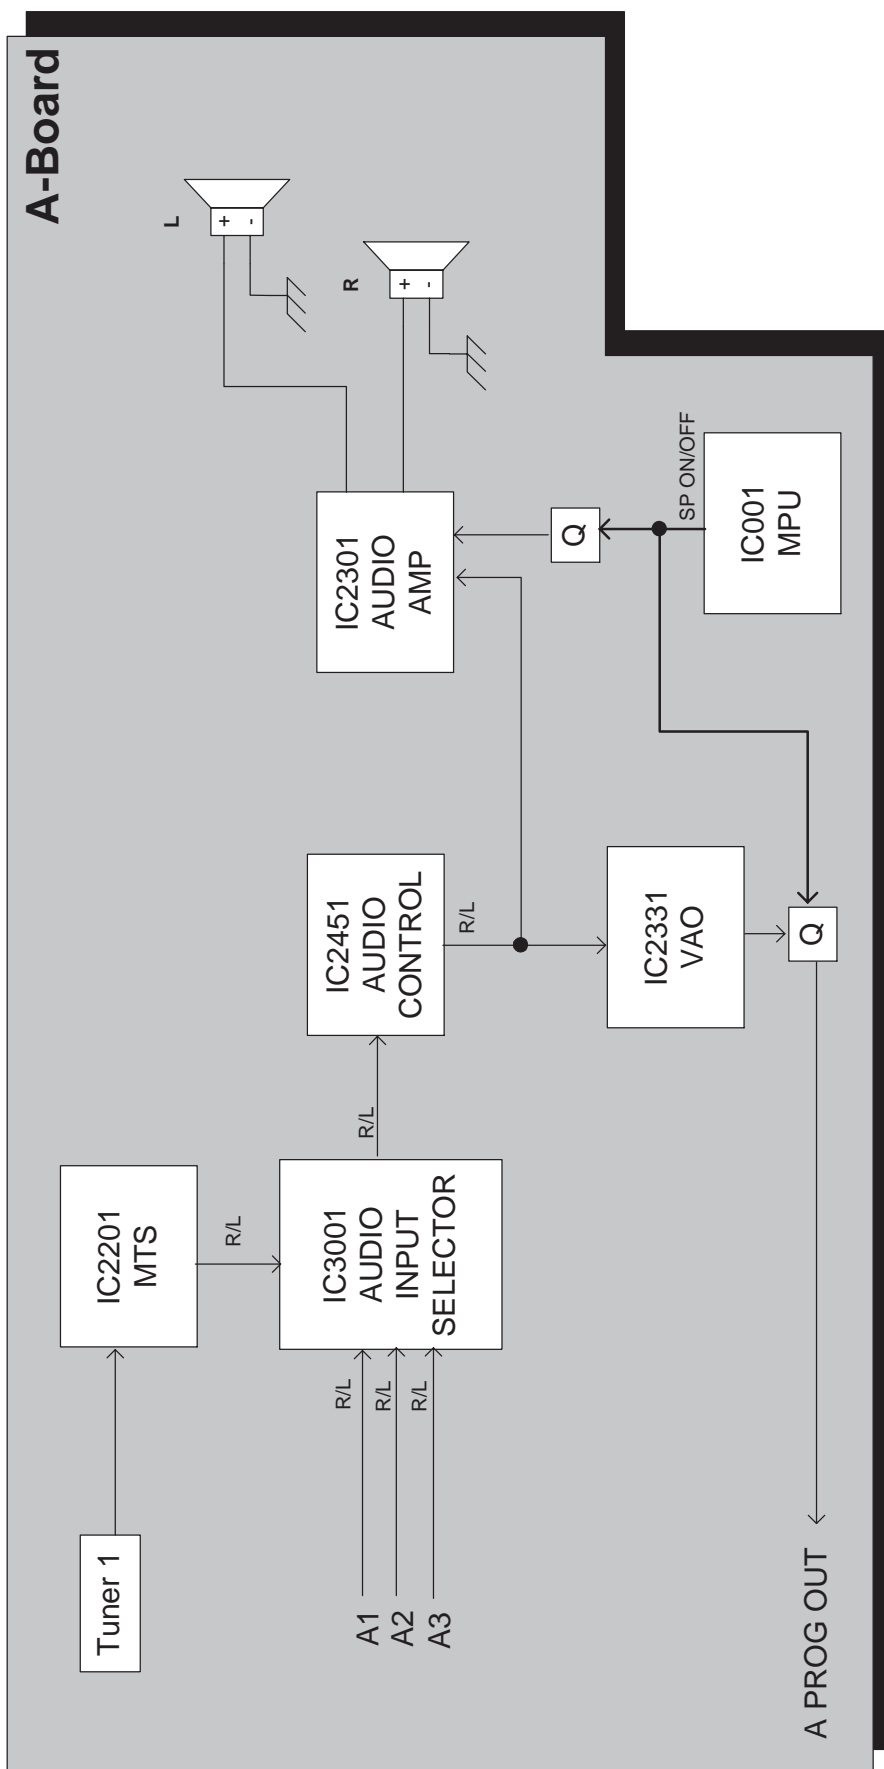 A-Board
Tuner 1
IC2201
MTS
R/L
A1
A2
A3
R/L
R/L
R/L
IC3001
AUDIO
INPUT
SELECTOR
R/L
IC2451
AUDIO
CONTROL
R/L
IC2301
AUDIO
AMP
L
+
-
R
+
-
Q
SP ON/OFF
IC001
MPU
IC2331
VAO
Q
A PROG OUT